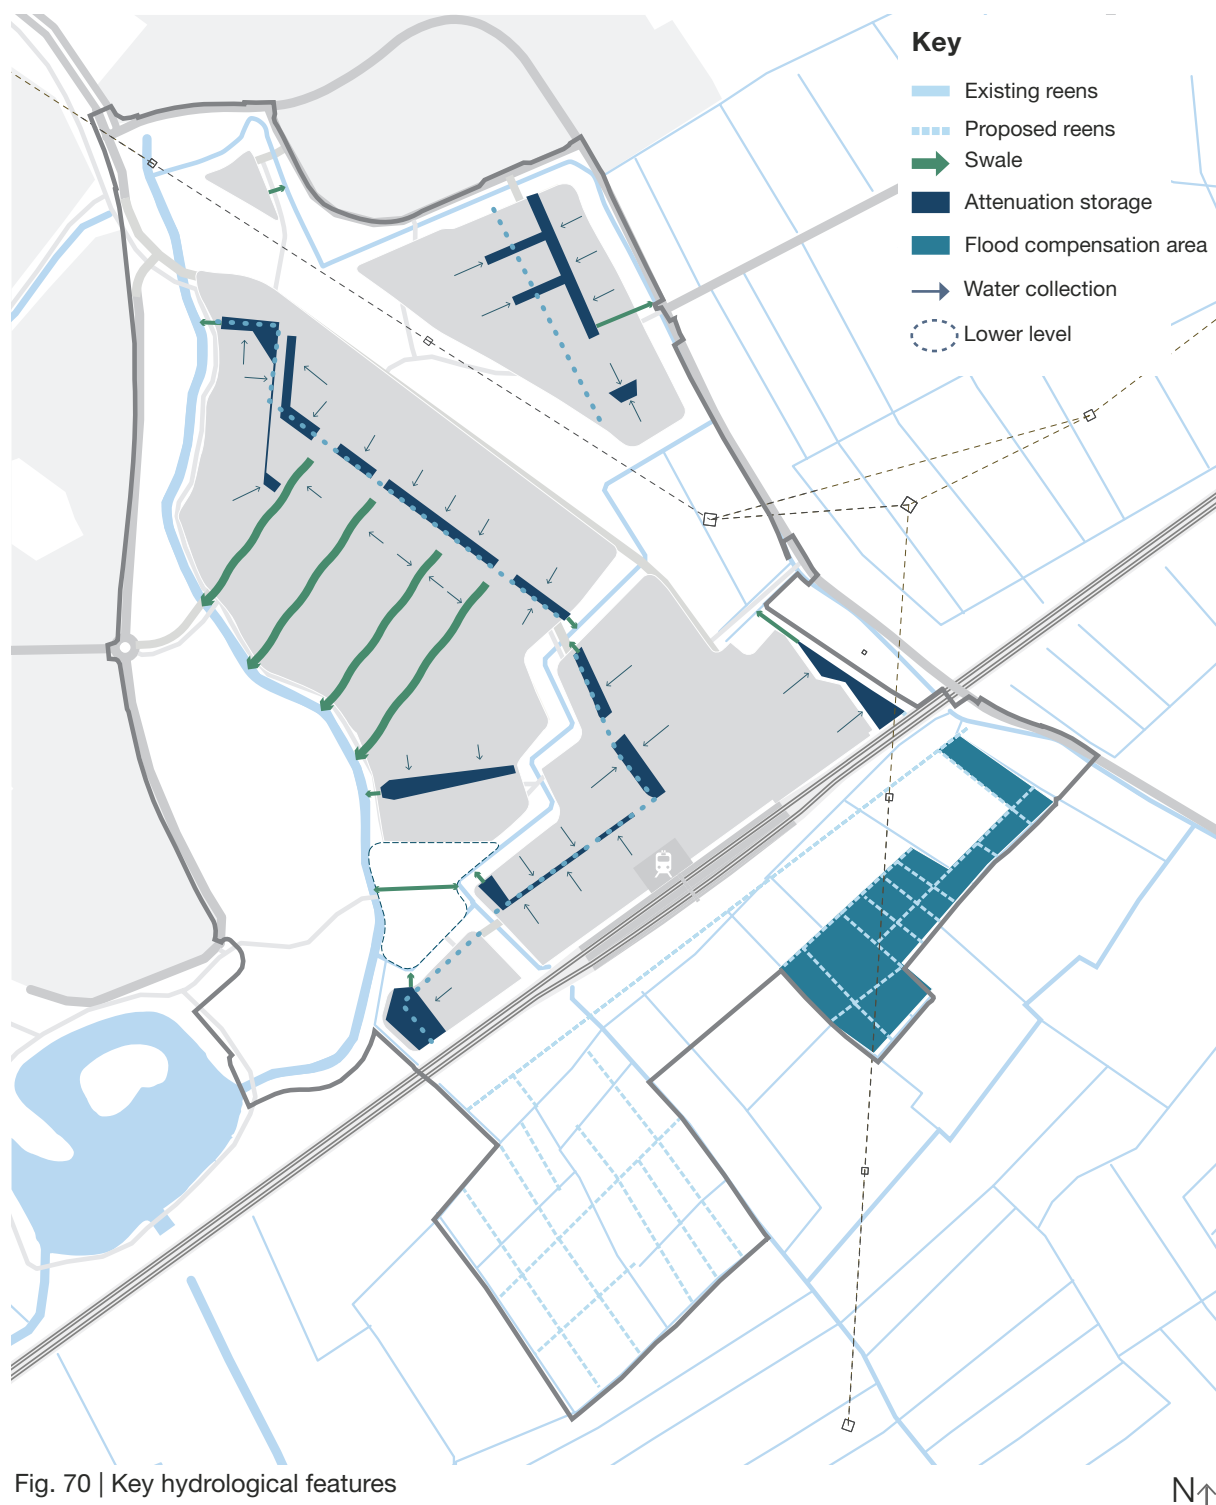 Key
Existing reens
Proposed reens
Swale
Attenuation storage
Flood compensation area
Water collection
Lower level
Fig. 70 | Key hydrological features
N↑